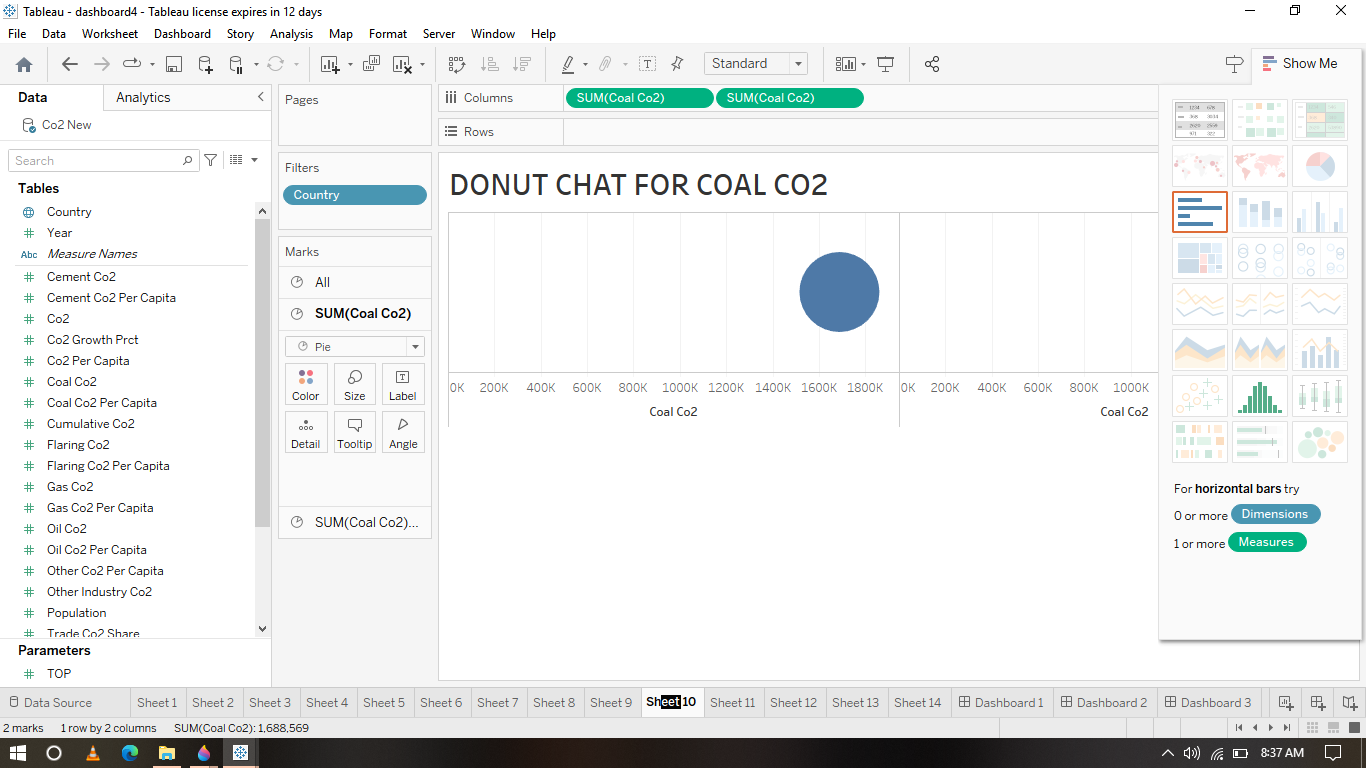 Tableau - dashboard4 - Tableau license expires in 12 days
File Data Worksheet Dashboard Story Analysis Map Format Server Window Help
Standard
Show Me
Data Analytics
Co2 New
Search
Tables
Country
Year
Abc Measure Names
Cement Co2
Cement Co2 Per Capita
Co2
Co2 Growth Prct
Co2 Per Capita
Coal Co2
Coal Co2 Per Capita
Cumulative Co2
Flaring Co2
Flaring Co2 Per Capita
Gas Co2
Gas Co2 Per Capita
Oil Co2
Oil Co2 Per Capita
Other Co2 Per Capita
Other Industry Co2
Population
Trade Co2 Share
Parameters
TOP
Pages
Filters
Country
Marks
All
SUM(Coal Co2)
Pie
Color Size Label
Detail Tooltip Angle
SUM(Coal Co2)...
Columns SUM(Coal Co2) SUM(Coal Co2)
Rows
DONUT CHAT FOR COAL CO2
0K 200K 400K 600K 800K 1000K 1200K 1400K 1600K 1800K 0K 200K 400K 600K 800K 1000K
Coal Co2 Coal Co2
For horizontal bars try
0 or more Dimensions
1 or more Measures
Data Source Sheet 1 Sheet 2 Sheet 3 Sheet 4 Sheet 5 Sheet 6 Sheet 7 Sheet 8 Sheet 9 Sheet 10 Sheet 11 Sheet 12 Sheet 13 Sheet 14 Dashboard 1 Dashboard 2 Dashboard 3
2 marks 1 row by 2 columns SUM(Coal Co2): 1,688,569
8:37 AM